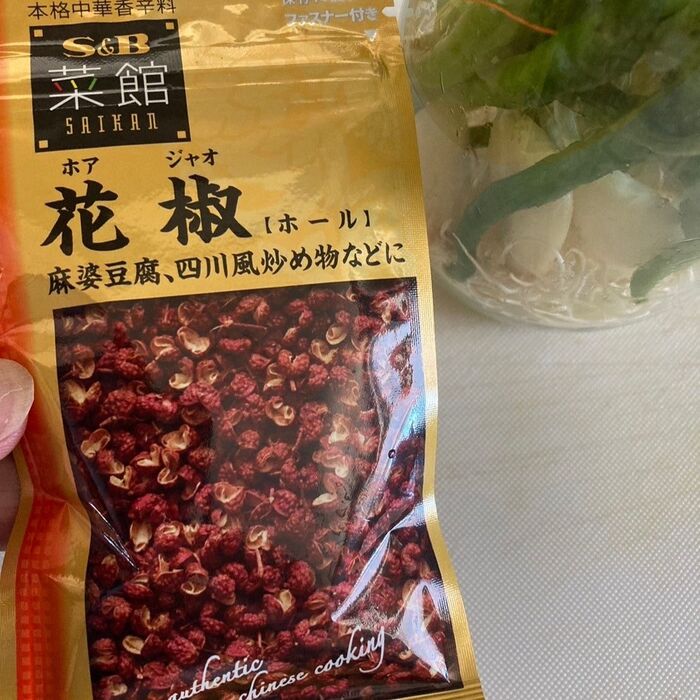 本格中華香辛料
ファスナー付き
S&B
菜館
SAIKAN
ホア ジャオ
花椒【ホール】
麻婆豆腐、四川風炒め物などに
authentic
chinese cooking